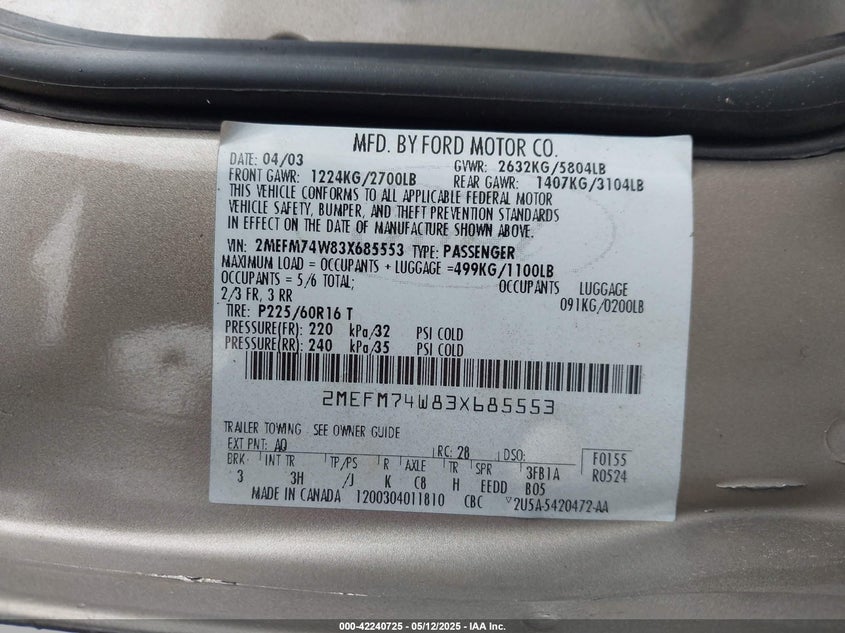 MFD. BY FORD MOTOR CO.
DATE: 04/03 GVWR: 2632KG/5804LB
FRONT GAWR: 1224KG/2700LB REAR GAWR: 1407KG/3104LB
THIS VEHICLE CONFORMS TO ALL APPLICABLE FEDERAL MOTOR
VEHICLE SAFETY, BUMPER, AND THEFT PREVENTION STANDARDS
IN EFFECT ON THE DATE OF MANUFACTURE SHOWN ABOVE.
VIN: 2MEFM74W83X685553 TYPE: PASSENGER
MAXIMUM LOAD = OCCUPANTS + LUGGAGE =499KG/1100LB
OCCUPANTS = 5/6 TOTAL; OCCUPANTS LUGGAGE
2/3 FR, 3 RR 091KG/0200LB
TIRE: P225/60R16 T
PRESSURE(FR) 220 kPa/32 PSI COLD
PRESSURE(RR) 240 kPa/35 PSI COLD
2MEFM74W83X685553
TRAILER TOWING - SEE OWNER GUIDE
EXT PNT: AQ RC: 28 DSO: F0155
BRK INT TR TP/PS R AXLE TR SPR 3FB1A R0524
3 3H /J K C8 H EEDD B05
MADE IN CANADA 1200304011810 CBC 2U5A-5420472-AA
000-42240725 - 05/12/2025 - IAA Inc.